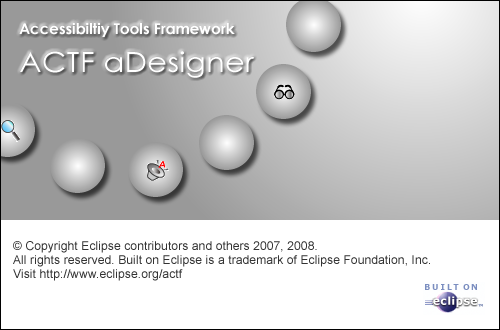 Accessibiltiy Tools Framework
ACTF aDesigner
A
© Copyright Eclipse contributors and others 2007, 2008.
All rights reserved. Built on Eclipse is a trademark of Eclipse Foundation, Inc.
Visit http://www.eclipse.org/actf
BUILT ON
eclipse